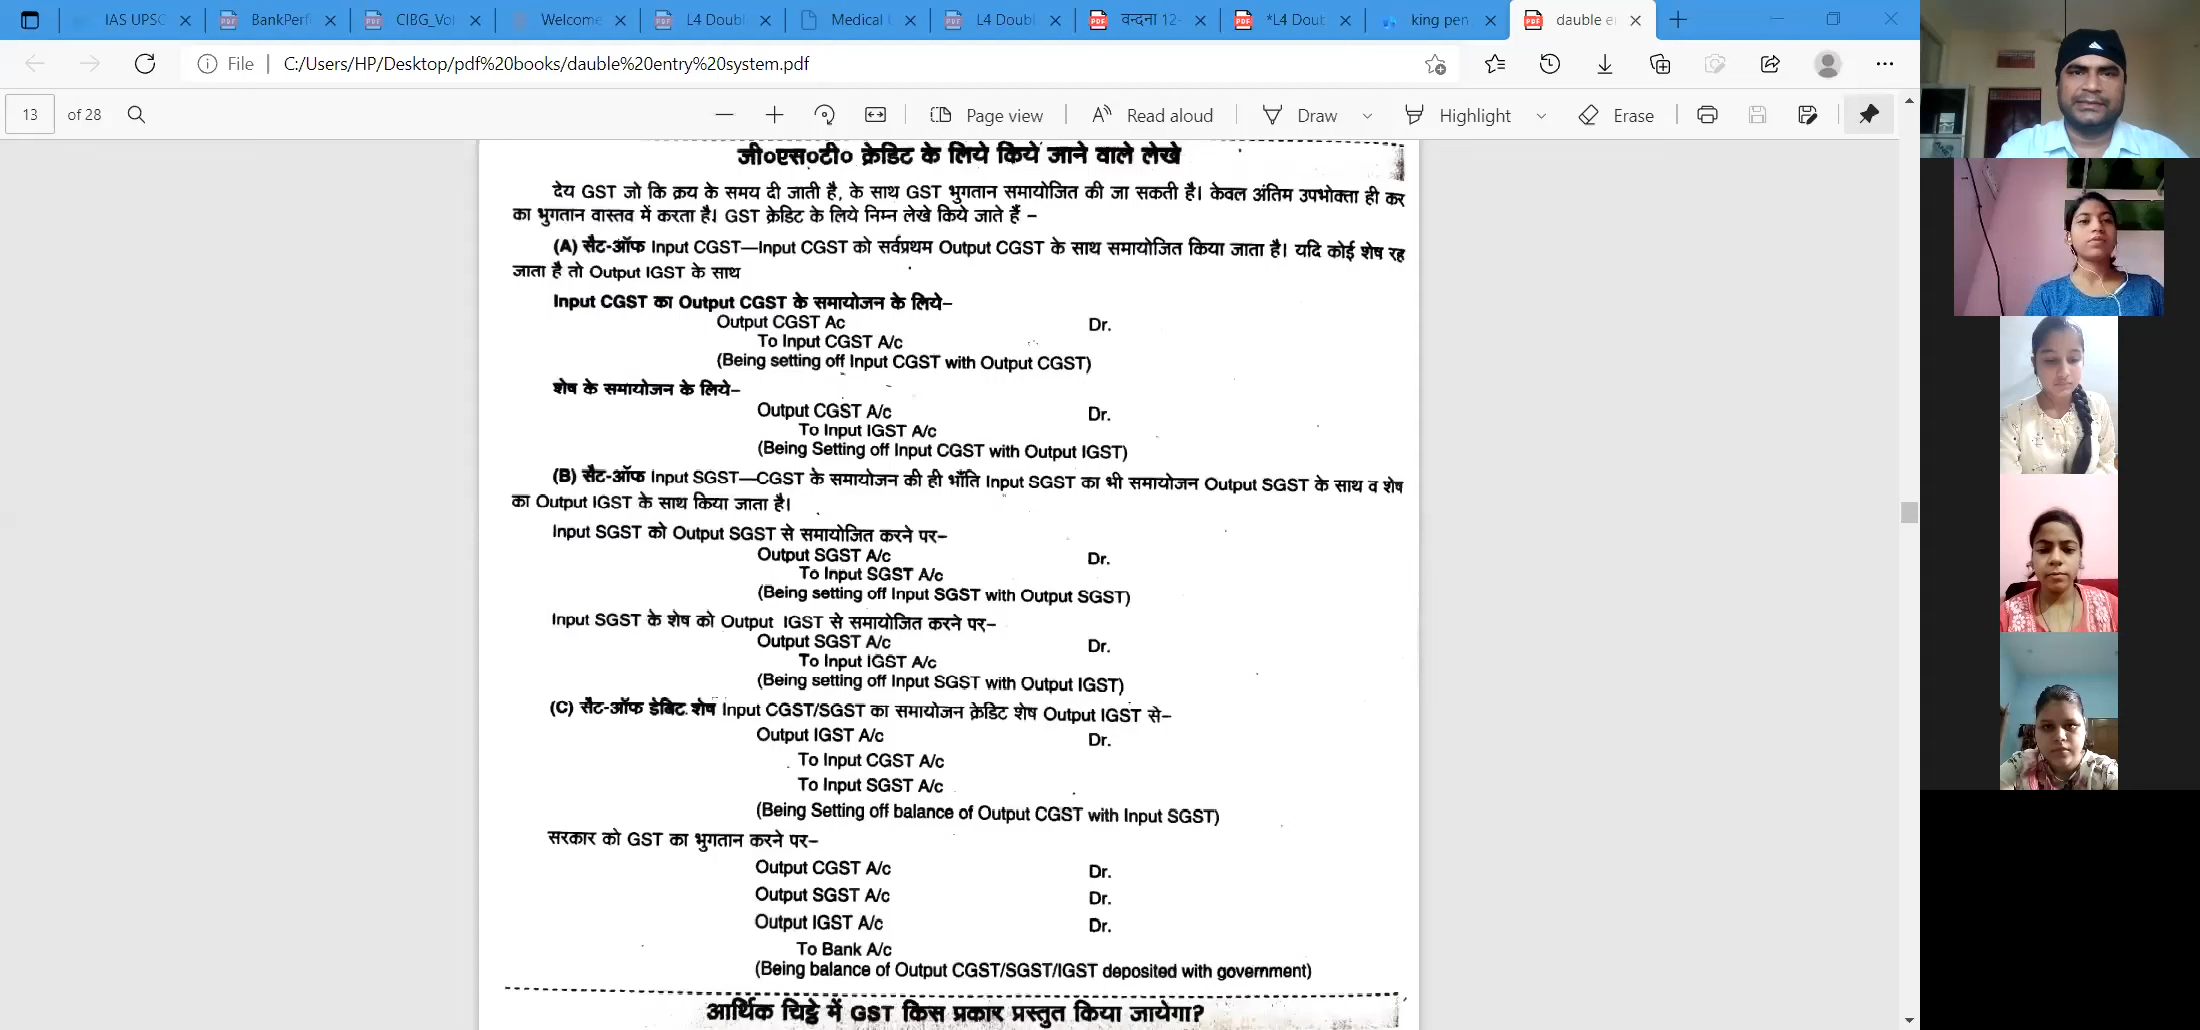 IAS UPSC
BankPerf
CIBG_Vol
Welcome
L4 Doubl
Medical
L4 Doubl
वन्दना 12-
*L4 Dout
king pen
dauble e
File
C:/Users/HP/Desktop/pdf%20books/dauble%20entry%20system.pdf
13 of 28
Page view
Read aloud
Draw
Highlight
Erase
जी०एस०टी० क्रेडिट के लिये किये जाने वाले लेखे
देय GST जो कि क्रय के समय दी जाती है, के साथ GST भुगतान समायोजित की जा सकती है। केवल अंतिम उपभोक्ता ही कर
का भुगतान वास्तव में करता है। GST क्रेडिट के लिये निम्न लेखे किये जाते हैं –
(A) सैट-ऑफ Input CGST—Input CGST को सर्वप्रथम Output CGST के साथ समायोजित किया जाता है। यदि कोई शेष रह
जाता है तो Output IGST के साथ
Input CGST का Output CGST के समायोजन के लिये–
Output CGST Ac Dr.
To Input CGST A/c
(Being setting off Input CGST with Output CGST)
शेष के समायोजन के लिये–
Output CGST A/c Dr.
To Input IGST A/c
(Being Setting off Input CGST with Output IGST)
(B) सैट-ऑफ Input SGST—CGST के समायोजन की ही भाँति Input SGST का भी समायोजन Output SGST के साथ व शेष
का Output IGST के साथ किया जाता है।
Input SGST को Output SGST से समायोजित करने पर–
Output SGST A/c Dr.
To Input SGST A/c
(Being setting off Input SGST with Output SGST)
Input SGST के शेष को Output IGST से समायोजित करने पर–
Output SGST A/c Dr.
To Input IGST A/c
(Being setting off Input SGST with Output IGST)
(C) सैट-ऑफ डेबिट शेष Input CGST/SGST का समायोजन क्रेडिट शेष Output IGST से–
Output IGST A/c Dr.
To Input CGST A/c
To Input SGST A/c
(Being Setting off balance of Output CGST with Input SGST)
सरकार को GST का भुगतान करने पर–
Output CGST A/c Dr.
Output SGST A/c Dr.
Output IGST A/c Dr.
To Bank A/c
(Being balance of Output CGST/SGST/IGST deposited with government)
आर्थिक चिट्ठे में GST किस प्रकार प्रस्तुत किया जायेगा?